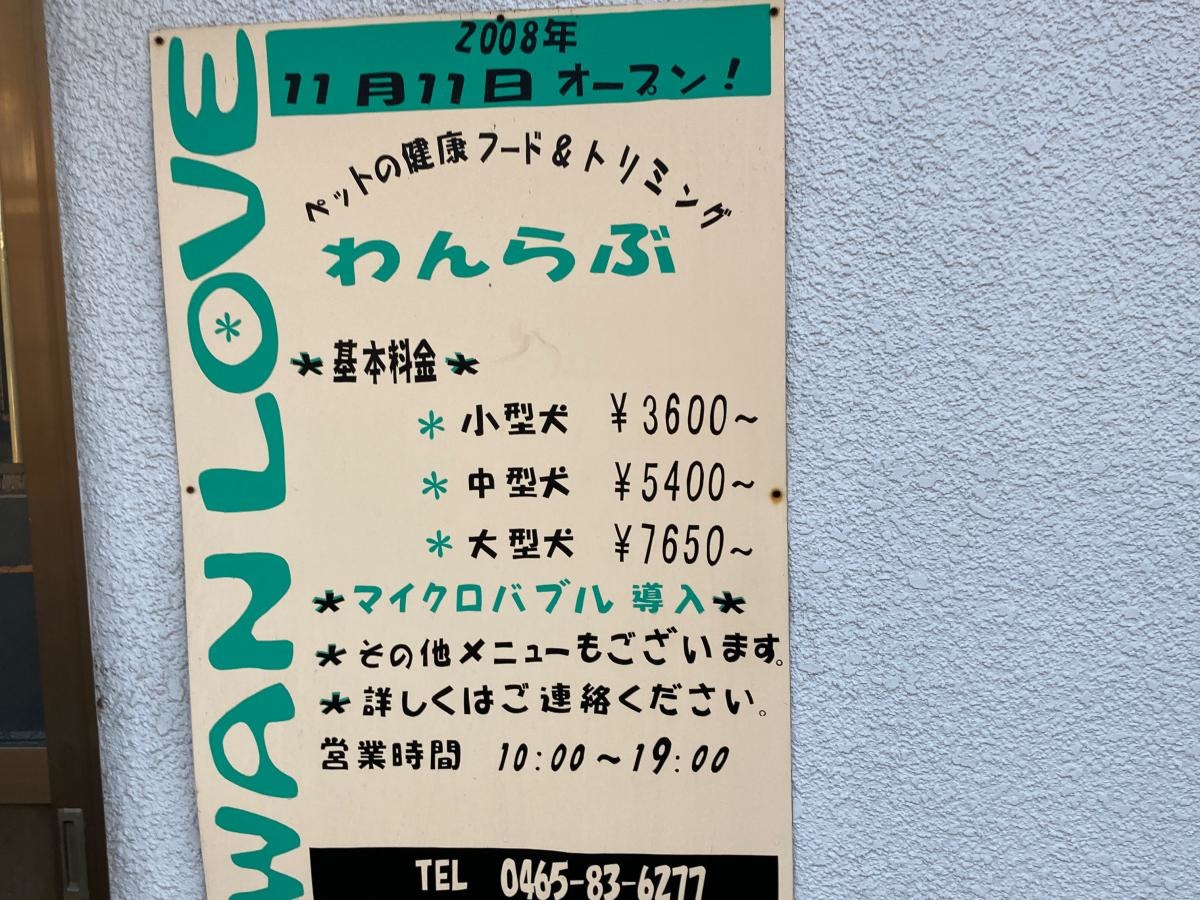 WAN LOVE
2008年
11月11日 オープン!
ペットの健康フード&トリミング
わんらぶ
*基本料金*
* 小型犬 ¥3600~
* 中型犬 ¥5400~
* 大型犬 ¥7650~
*マイクロバブル 導入*
*その他メニューもございます。
*詳しくはご連絡ください。
営業時間 10:00~19:00
TEL 0465-83-6277